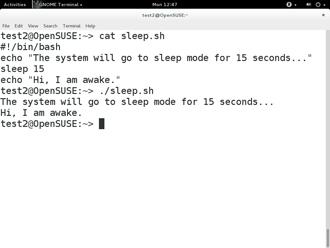 Activities GNOME Terminal Mon 12:47
test2@OpenSUSE:~
File Edit View Search Terminal Help
test2@OpenSUSE:~> cat sleep.sh
#!/bin/bash
echo "The system will go to sleep mode for 15 seconds..."
sleep 15
echo "Hi, I am awake."
test2@OpenSUSE:~> ./sleep.sh
The system will go to sleep mode for 15 seconds...
Hi, I am awake.
test2@OpenSUSE:~>